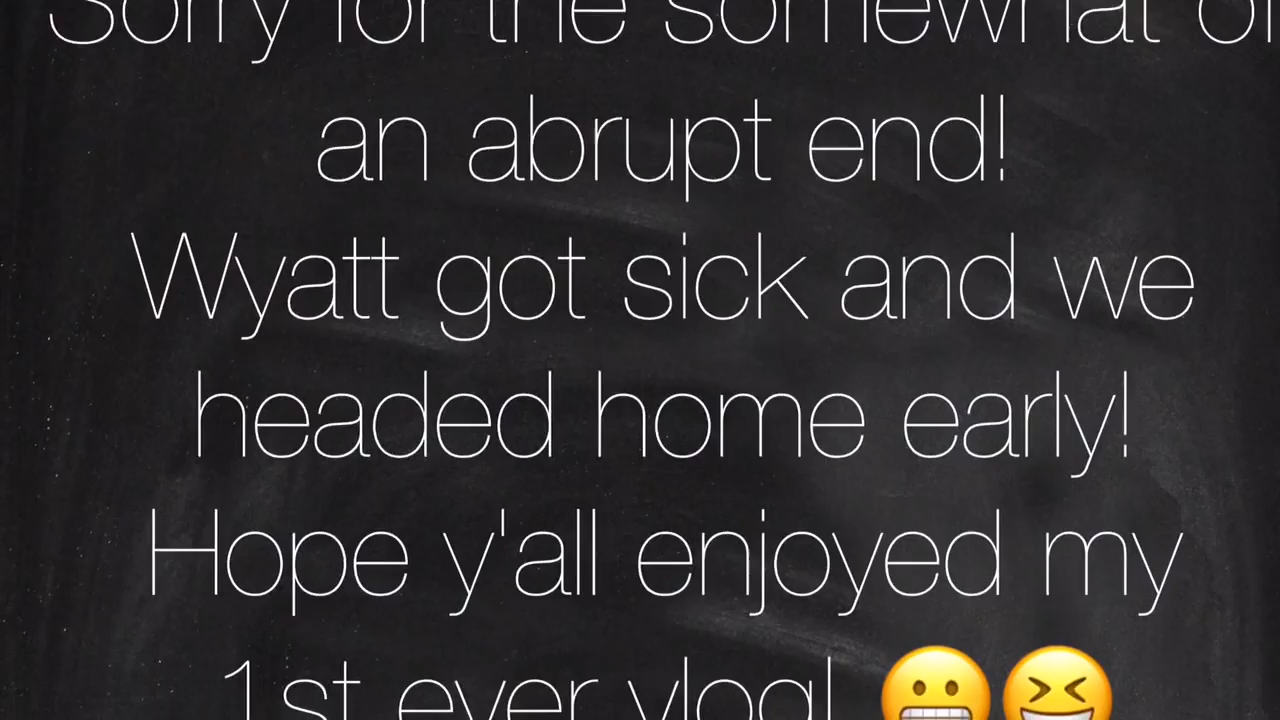 Sorry for the somewhat of
an abrupt end!
Wyatt got sick and we
headed home early!
Hope y'all enjoyed my
1st ever vlog! 😬😆